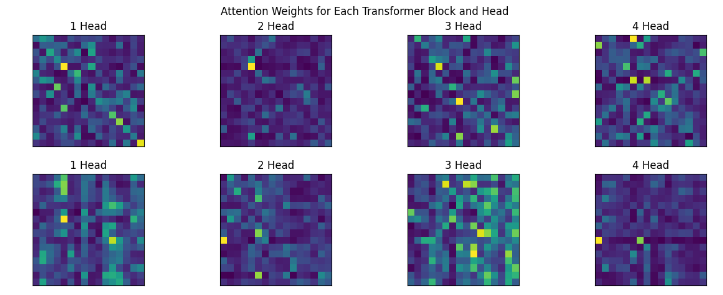 Attention Weights for Each Transformer Block and Head
1 Head 2 Head 3 Head 4 Head
1 Head 2 Head 3 Head 4 Head